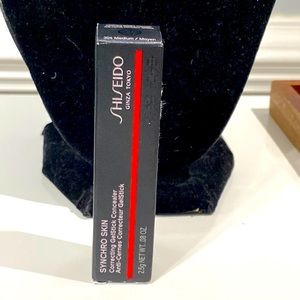 304 Medium / Moyen
SHISEIDO
GINZA TOKYO
SYNCHRO SKIN
Correcting GelStick Concealer
Anti-Cernes Correcteur GelStick
2.5g NET WT. .08 OZ.